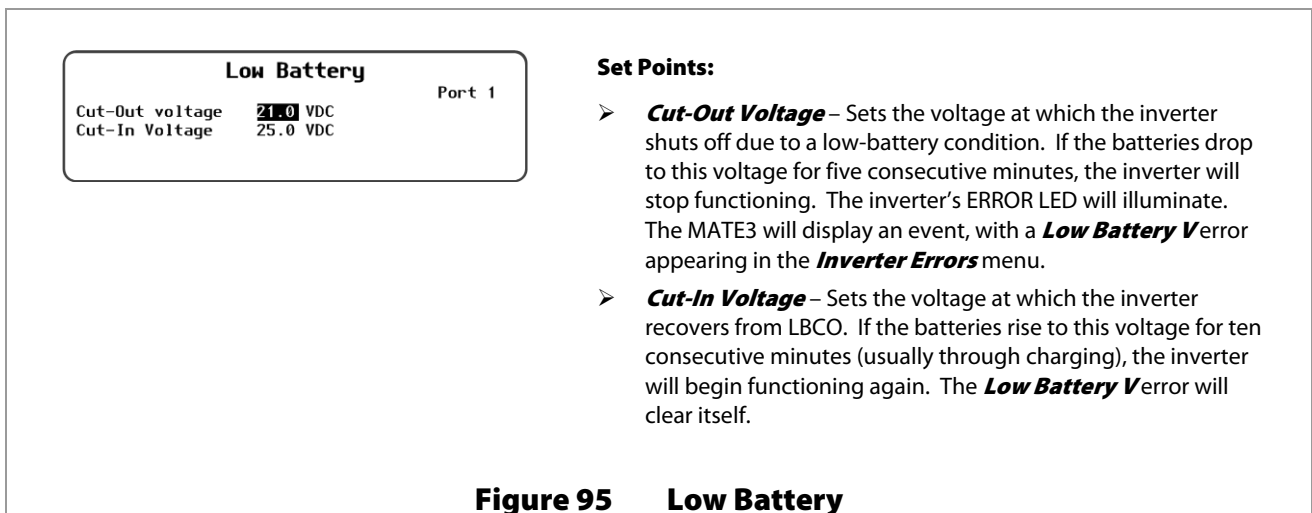 Low Battery
Port 1
Cut-Out voltage 21.0 VDC
Cut-In Voltage 25.0 VDC
Set Points:
➢ Cut-Out Voltage – Sets the voltage at which the inverter
shuts off due to a low-battery condition. If the batteries drop
to this voltage for five consecutive minutes, the inverter will
stop functioning. The inverter’s ERROR LED will illuminate.
The MATE3 will display an event, with a Low Battery V error
appearing in the Inverter Errors menu.
➢ Cut-In Voltage – Sets the voltage at which the inverter
recovers from LBCO. If the batteries rise to this voltage for ten
consecutive minutes (usually through charging), the inverter
will begin functioning again. The Low Battery V error will
clear itself.
Figure 95 Low Battery